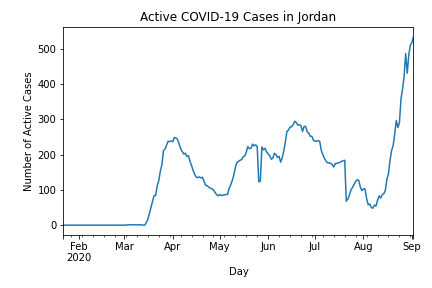 Active COVID-19 Cases in Jordan
Number of Active Cases
500
400
300
200
100
0
Feb Mar Apr May Jun Jul Aug Sep
2020
Day